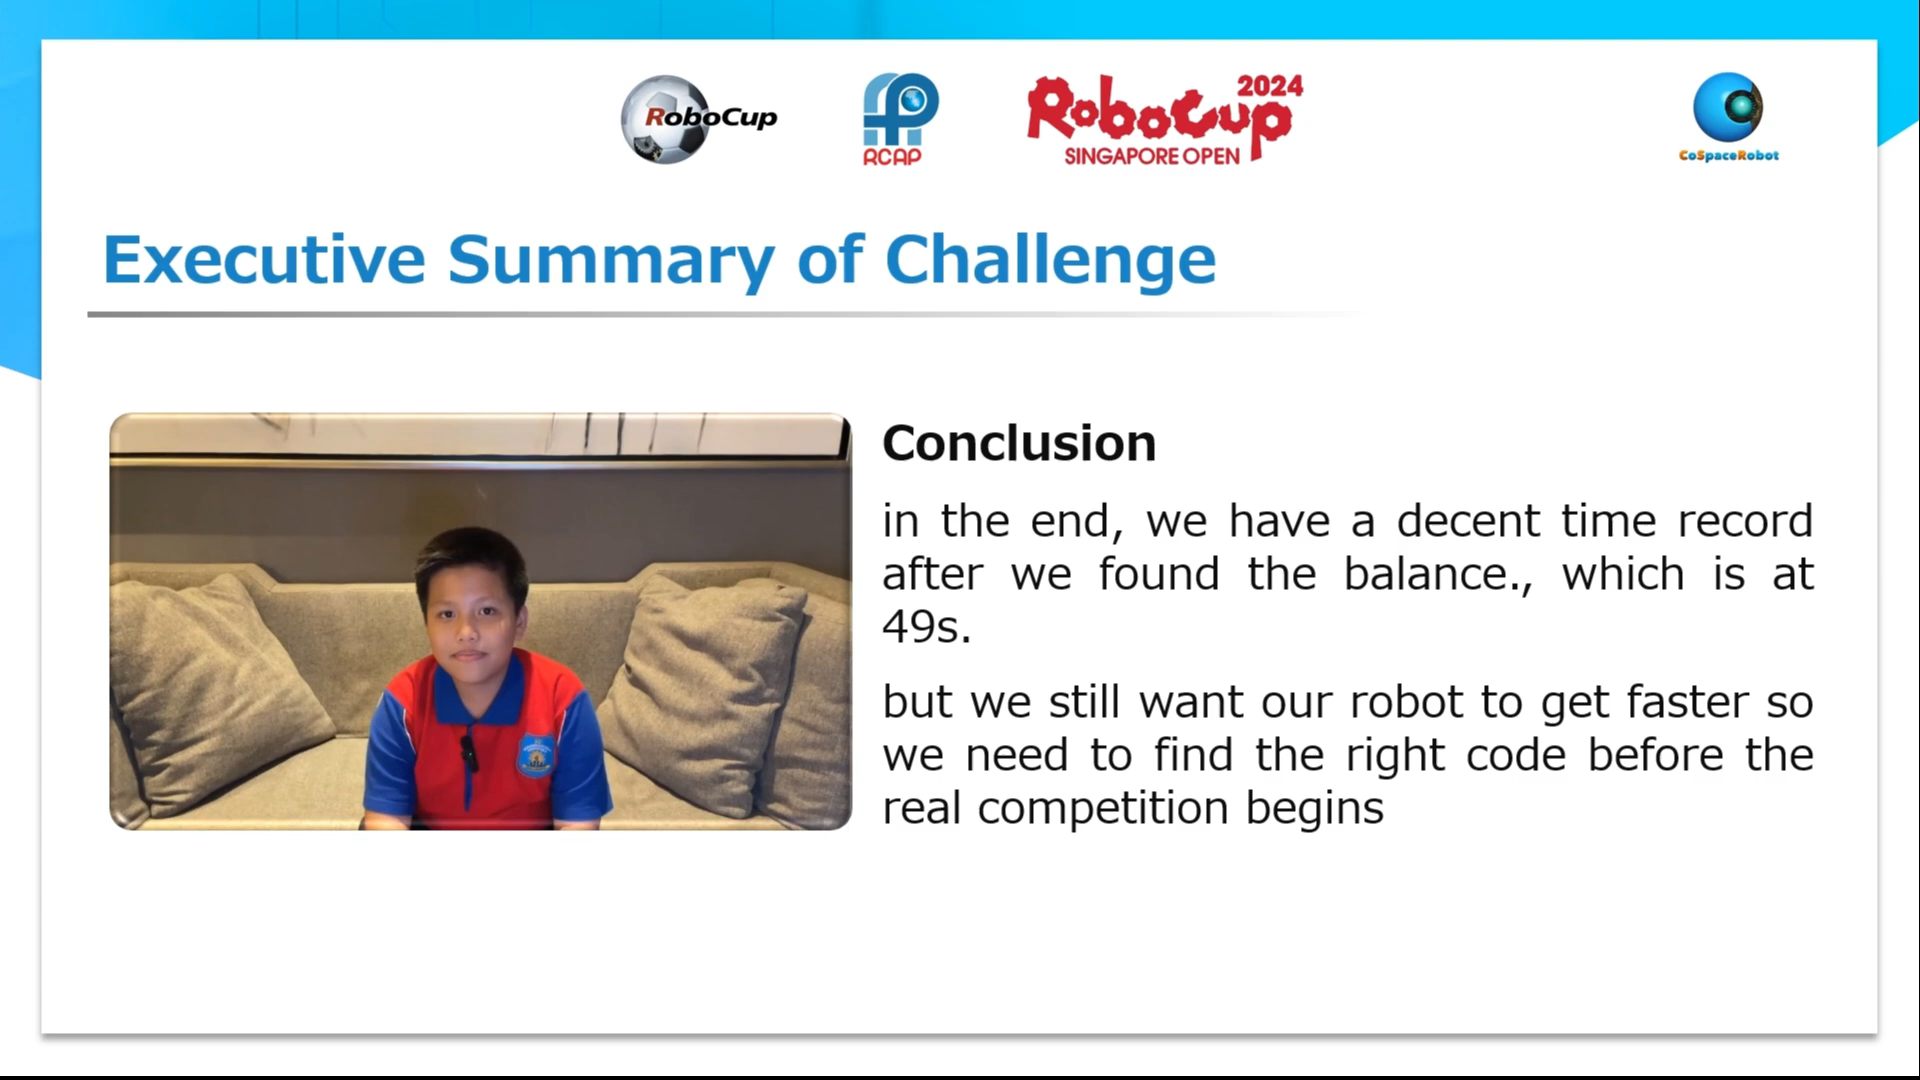 RoboCup
RCAP
RoboCup 2024
SINGAPORE OPEN
CoSpaceRobot
Executive Summary of Challenge
Conclusion
in the end, we have a decent time record
after we found the balance., which is at
49s.
but we still want our robot to get faster so
we need to find the right code before the
real competition begins